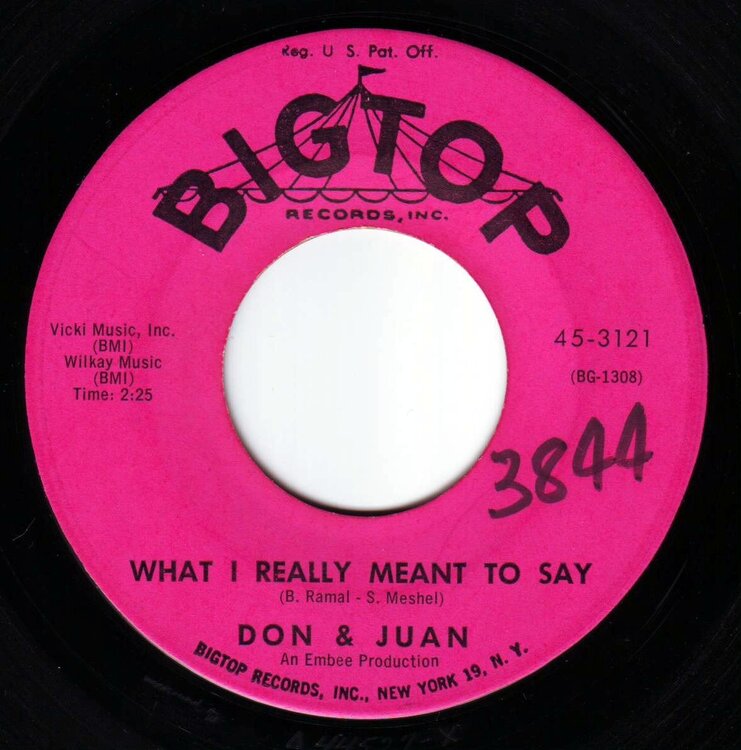 Reg. U S. Pat. Off.
BIGTOP
RECORDS, INC.
Vicki Music, Inc.
(BMI)
Wilkay Music
(BMI)
Time: 2:25
45-3121
(BG-1308)
3844
WHAT I REALLY MEANT TO SAY
(B. Ramal - S. Meshel)
DON & JUAN
An Embee Production
BIGTOP RECORDS, INC., NEW YORK 19, N. Y.